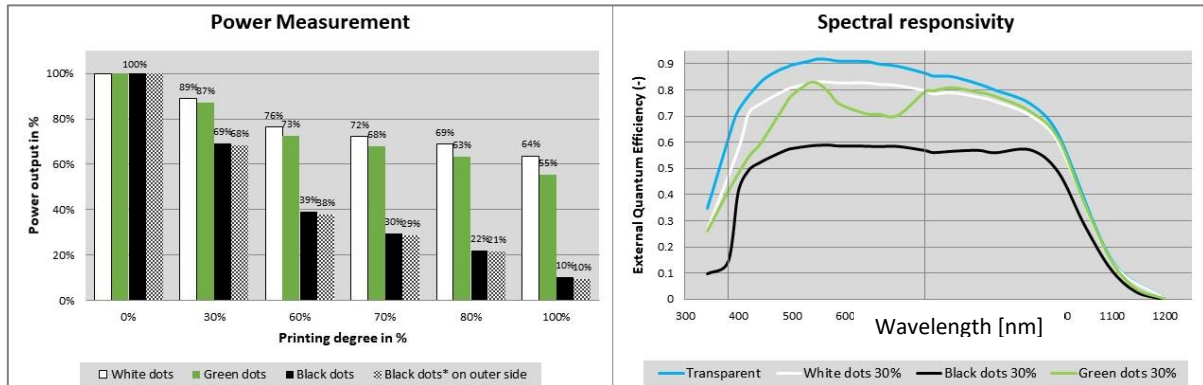 Power Measurement
Power output in %
100%
80%
60%
40%
20%
0%
100%
89% 87% 69% 68%
76% 73% 39% 38%
72% 68% 30% 29%
69% 63% 22% 21%
64% 55% 10% 10%
0% 30% 60% 70% 80% 100%
Printing degree in %
White dots Green dots Black dots Black dots* on outer side
Spectral responsivity
External Quantum Efficiency (-)
0.9
0.8
0.7
0.6
0.5
0.4
0.3
0.2
0.1
0
300 400 500 600 Wavelength [nm] 0 1100 1200
Transparent White dots 30% Black dots 30% Green dots 30%